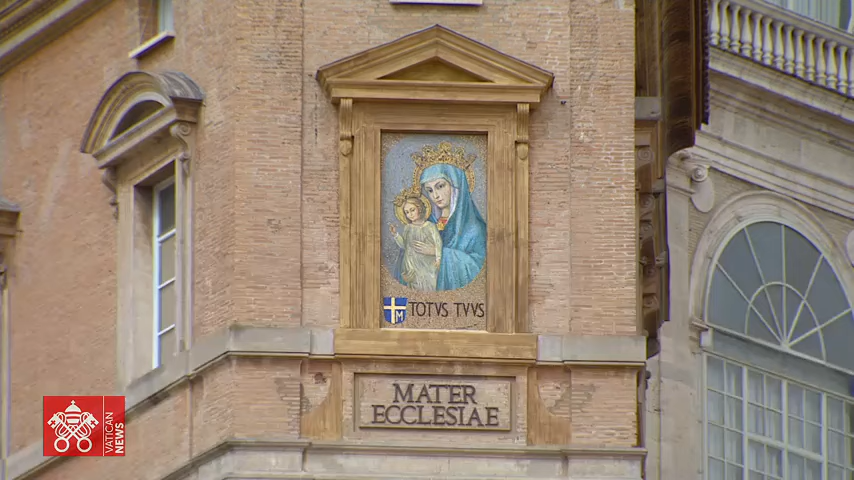 M
TOTVS TVVS
MATER
ECCLESIAE
VATICAN
NEWS